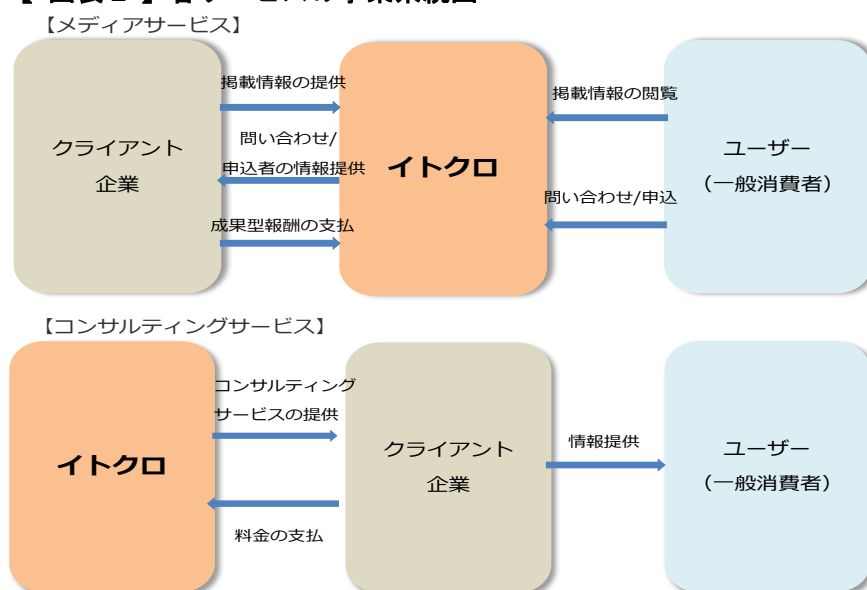 【メディアサービス】
クライアント
企業
掲載情報の提供
問い合わせ/
申込者の情報提供
成果型報酬の支払
イトクロ
掲載情報の閲覧
問い合わせ/申込
ユーザー
(一般消費者)
【コンサルティングサービス】
イトクロ
コンサルティング
サービスの提供
料金の支払
クライアント
企業
情報提供
ユーザー
(一般消費者)